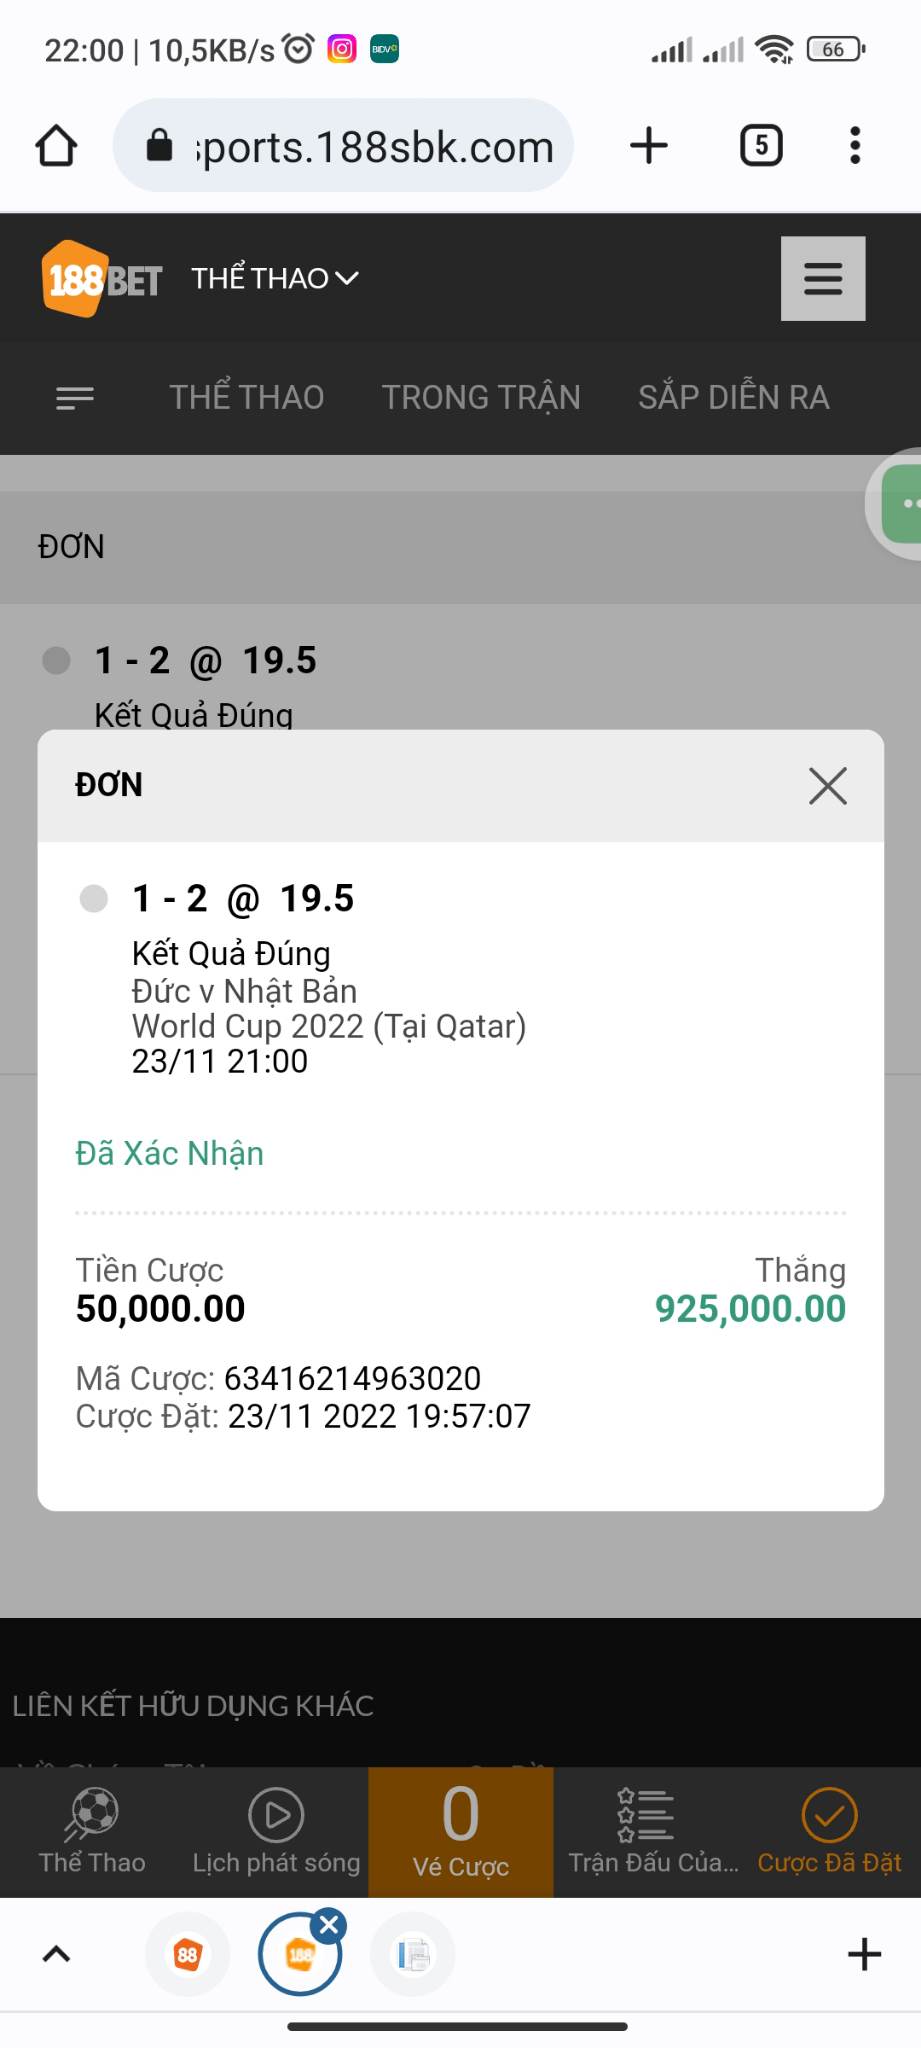 22:00 | 10,5KB/s
BIDV
66
sports.188sbk.com
5
188BET THỂ THAO
THỂ THAO TRONG TRẬN SẮP DIỄN RA
ĐƠN
1 - 2 @ 19.5
Kết Quả Đúng
ĐƠN
1 - 2 @ 19.5
Kết Quả Đúng
Đức v Nhật Bản
World Cup 2022 (Tại Qatar)
23/11 21:00
Đã Xác Nhận
Tiền Cược Thắng
50,000.00 925,000.00
Mã Cược: 63416214963020
Cược Đặt: 23/11 2022 19:57:07
LIÊN KẾT HỮU DỤNG KHÁC
0
Thể Thao Lịch phát sóng Vé Cược Trận Đấu Của... Cược Đã Đặt
88 188